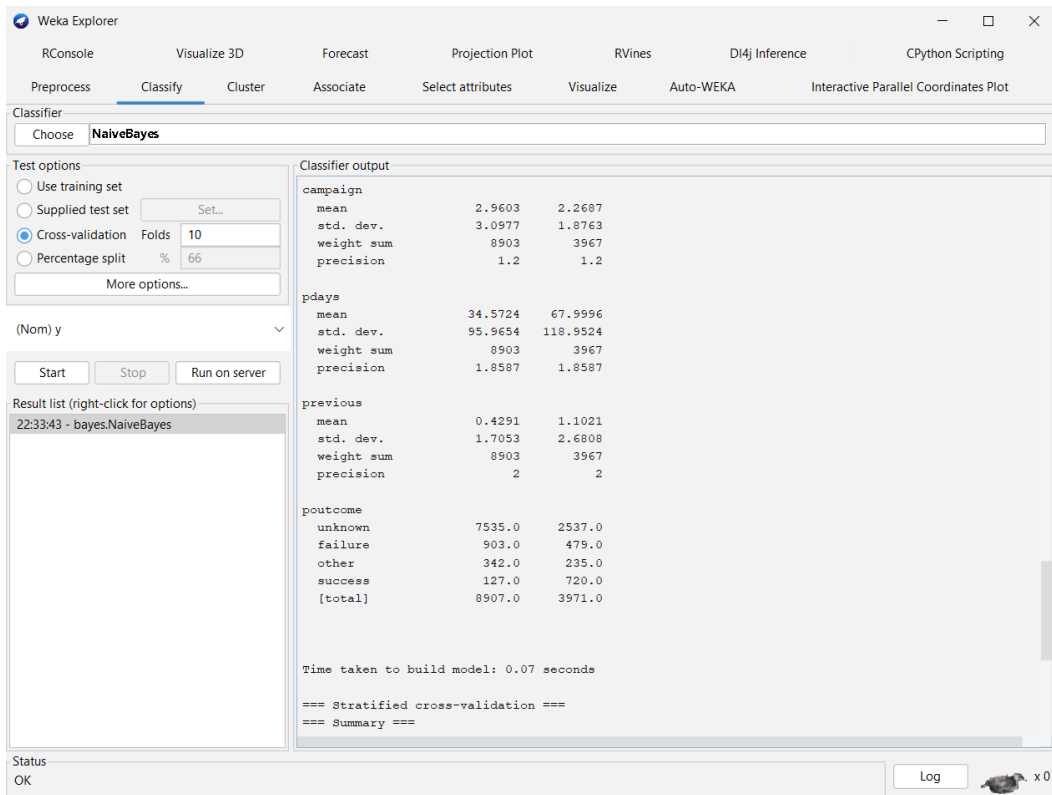 Weka Explorer
RConsole Visualize 3D Forecast Projection Plot RVines Dl4j Inference CPython Scripting
Preprocess Classify Cluster Associate Select attributes Visualize Auto-WEKA Interactive Parallel Coordinates Plot
Classifier
Choose NaiveBayes
Test options
Use training set
Supplied test set Set...
Cross-validation Folds 10
Percentage split % 66
More options...
(Nom) y
Start Stop Run on server
Result list (right-click for options)
22:33:43 - bayes.NaiveBayes
Classifier output
campaign
mean 2.9603 2.2687
std. dev. 3.0977 1.8763
weight sum 8903 3967
precision 1.2 1.2
pdays
mean 34.5724 67.9996
std. dev. 95.9654 118.9524
weight sum 8903 3967
precision 1.8587 1.8587
previous
mean 0.4291 1.1021
std. dev. 1.7053 2.6808
weight sum 8903 3967
precision 2 2
poutcome
unknown 7535.0 2537.0
failure 903.0 479.0
other 342.0 235.0
success 127.0 720.0
[total] 8907.0 3971.0
Time taken to build model: 0.07 seconds
=== Stratified cross-validation ===
=== Summary ===
Status
OK
Log x 0